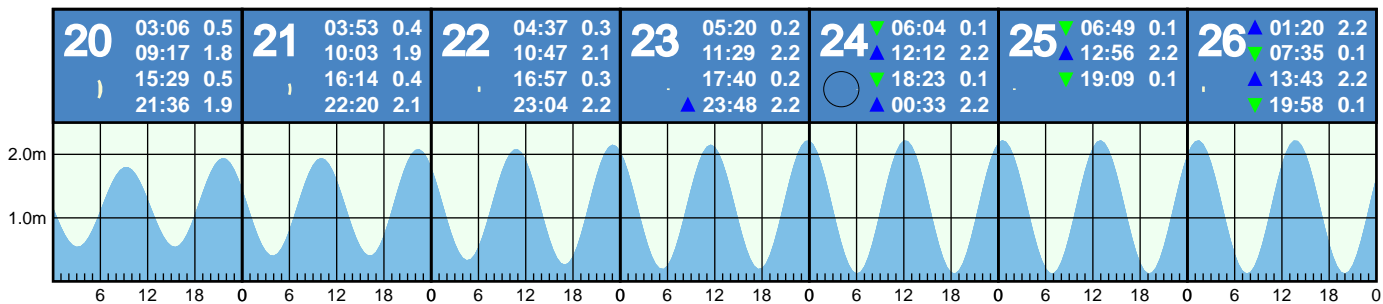 20
03:06 0.5
09:17 1.8
15:29 0.5
21:36 1.9
21
03:53 0.4
10:03 1.9
16:14 0.4
22:20 2.1
22
04:37 0.3
10:47 2.1
16:57 0.3
23:04 2.2
23
05:20 0.2
11:29 2.2
17:40 0.2
▲ 23:48 2.2
24
▼ 06:04 0.1
▲ 12:12 2.2
▼ 18:23 0.1
▲ 00:33 2.2
25
▼ 06:49 0.1
▲ 12:56 2.2
▼ 19:09 0.1
26
▲ 01:20 2.2
▼ 07:35 0.1
▲ 13:43 2.2
▼ 19:58 0.1
2.0m
1.0m
6 12 18 0 6 12 18 0 6 12 18 0 6 12 18 0 6 12 18 0 6 12 18 0 6 12 18 0